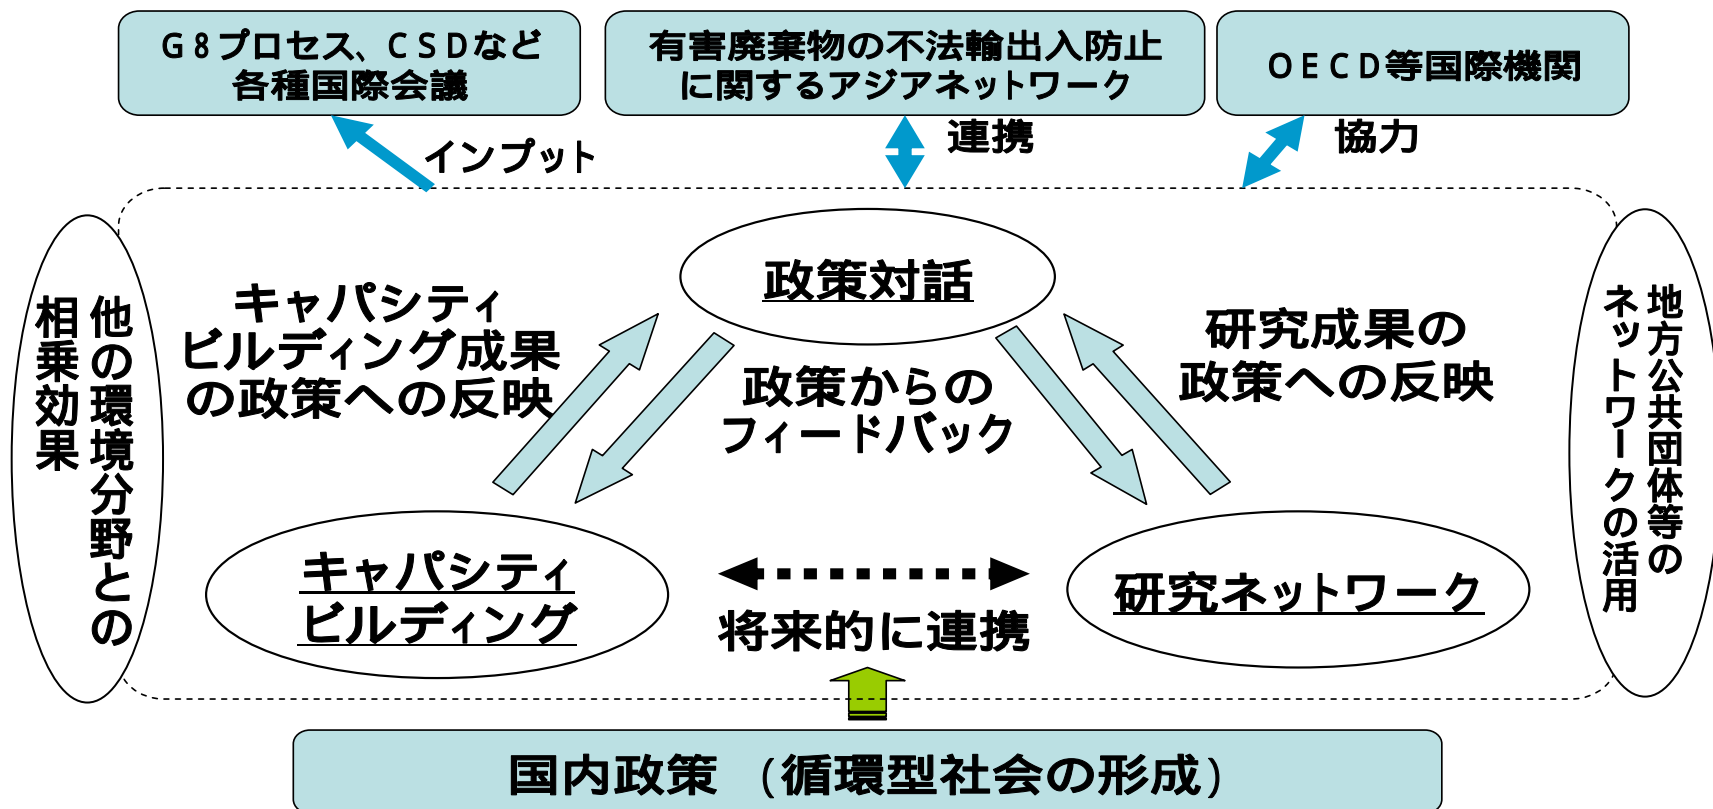 G8プロセス、CSDなど
各種国際会議
有害廃棄物の不法輸出入防止
に関するアジアネットワーク
OECD等国際機関
インプット
連携
協力
他の環境分野との
相乗効果
キャパシティ
ビルディング成果
の政策への反映
政策対話
政策からの
フィードバック
研究成果の
政策への反映
地方公共団体等の
ネットワークの活用
キャパシティ
ビルディング
将来的に連携
研究ネットワーク
国内政策 (循環型社会の形成)